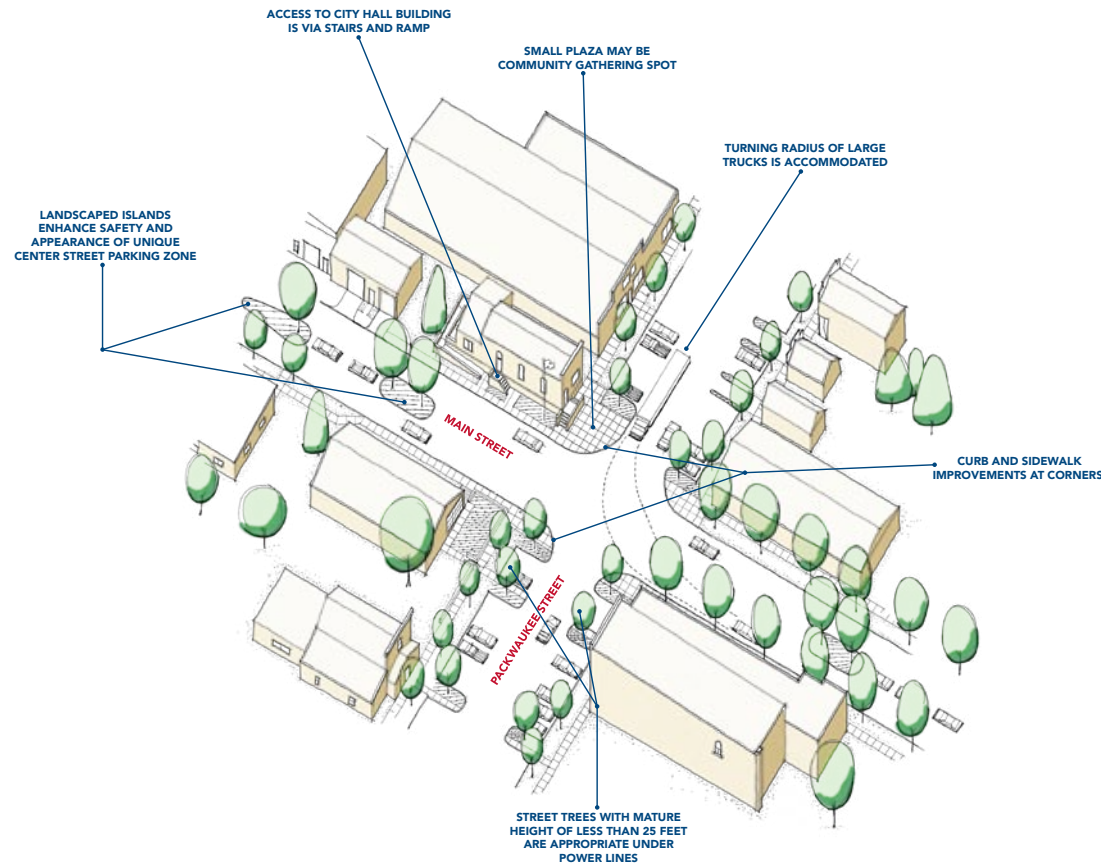 ACCESS TO CITY HALL BUILDING
IS VIA STAIRS AND RAMP
SMALL PLAZA MAY BE
COMMUNITY GATHERING SPOT
TURNING RADIUS OF LARGE
TRUCKS IS ACCOMMODATED
LANDSCAPED ISLANDS
ENHANCE SAFETY AND
APPEARANCE OF UNIQUE
CENTER STREET PARKING ZONE
MAIN STREET
CURB AND SIDEWALK
IMPROVEMENTS AT CORNERS
PACKWAUKEE STREET
STREET TREES WITH MATURE
HEIGHT OF LESS THAN 25 FEET
ARE APPROPRIATE UNDER
POWER LINES